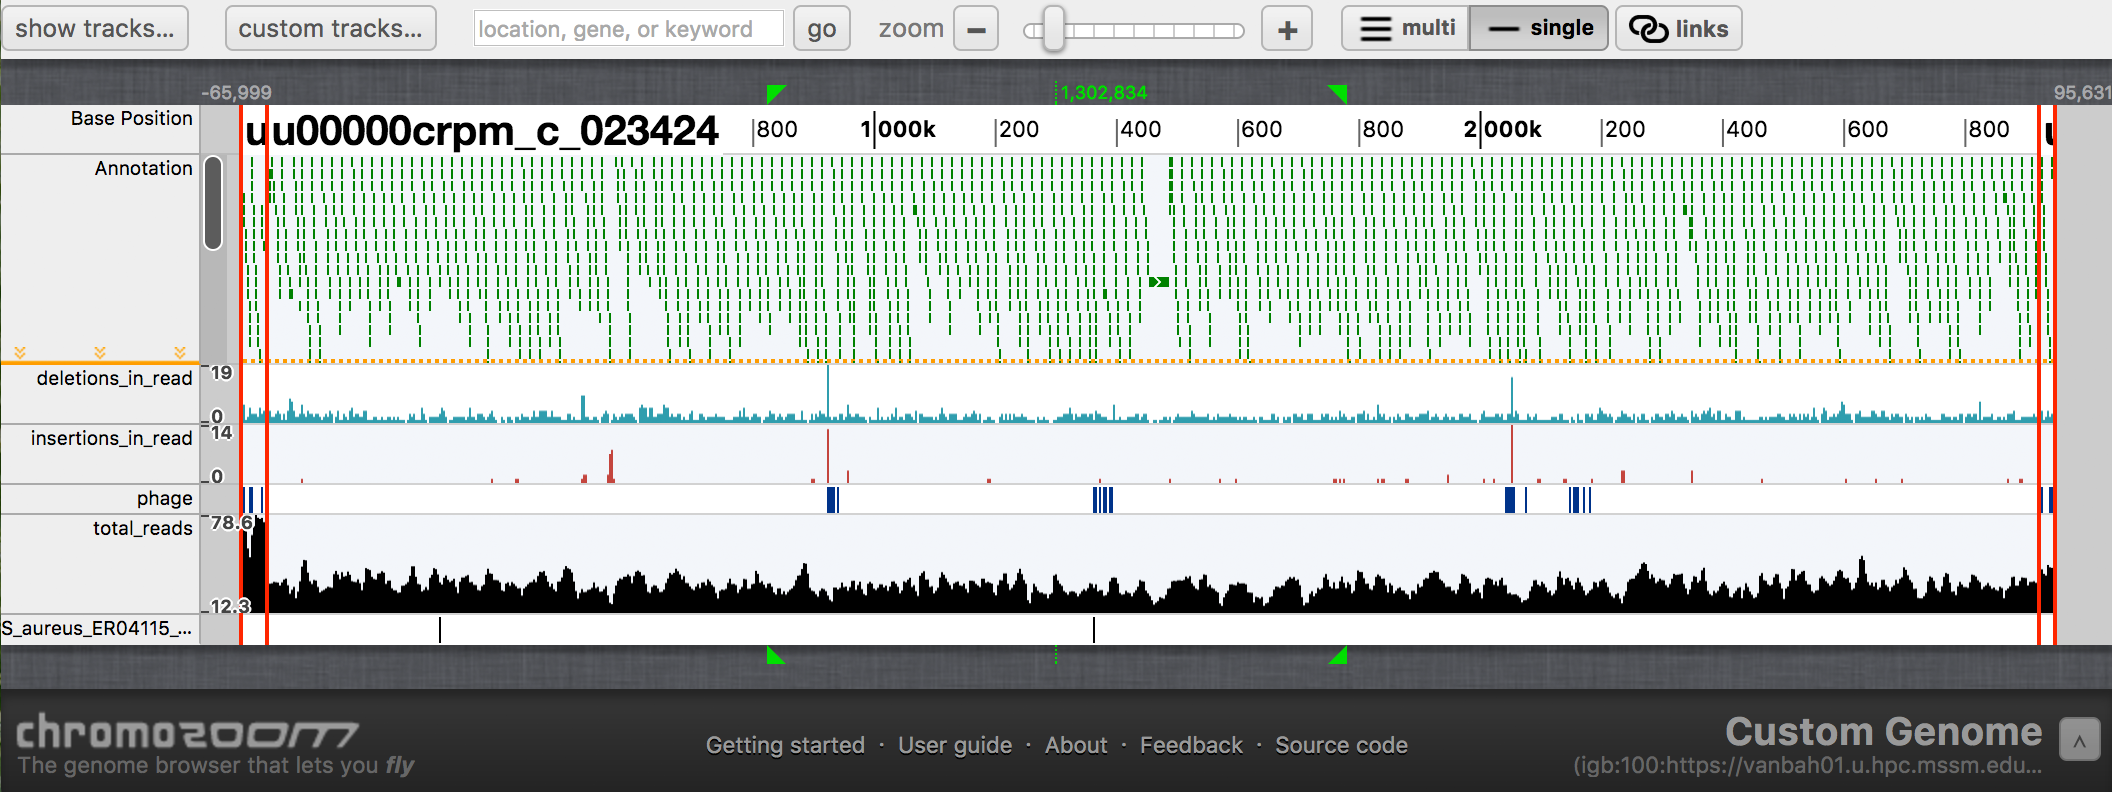 show tracks... custom tracks... location, gene, or keyword go zoom − + multi single links
-65,999 1,302,834 95,631
Base Position uu00000crpm_c_023424 |800 1|000k |200 |400 |600 |800 2|000k |200 |400 |600 |800
Annotation
deletions_in_read 19
0
insertions_in_read 14
0
phage
total_reads 78.6
12.3
S_aureus_ER04115_...
chromozoom
The genome browser that lets you fly
Getting started · User guide · About · Feedback · Source code
Custom Genome
(igb:100:https://vanbah01.u.hpc.mssm.edu...